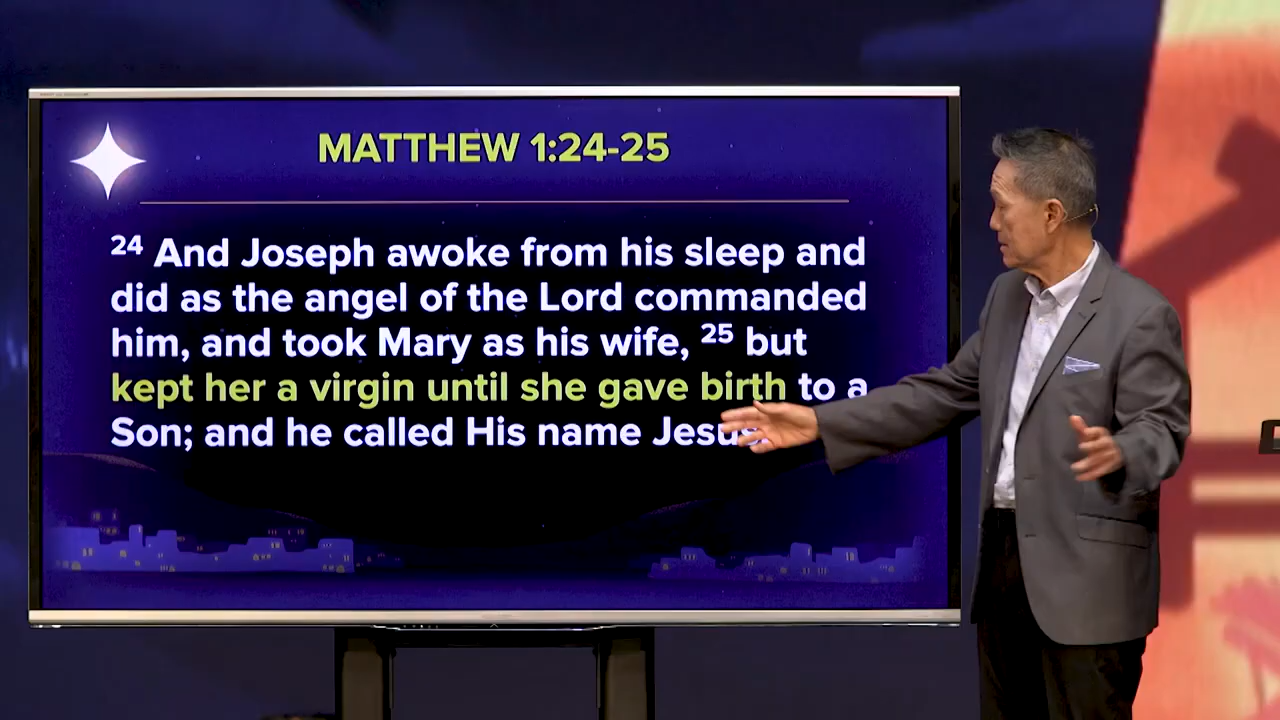 MATTHEW 1:24-25
24 And Joseph awoke from his sleep and
did as the angel of the Lord commanded
him, and took Mary as his wife, 25 but
kept her a virgin until she gave birth to a
Son; and he called His name Jesus.